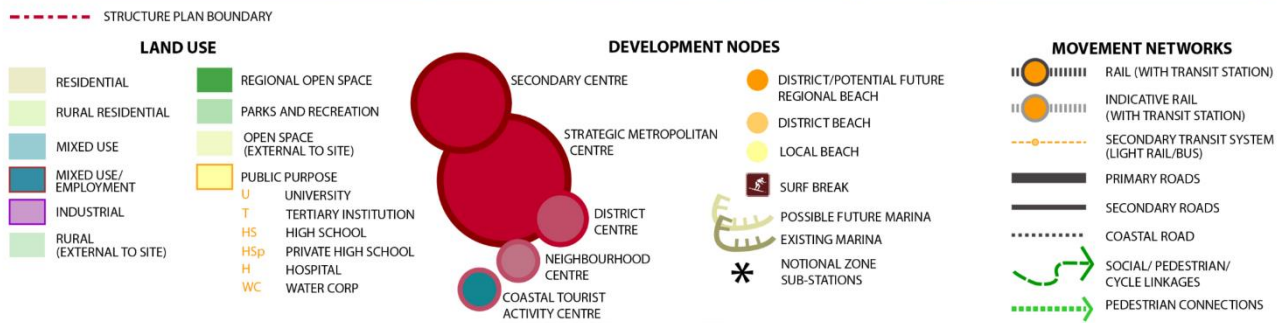 STRUCTURE PLAN BOUNDARY
LAND USE
RESIDENTIAL
RURAL RESIDENTIAL
MIXED USE
MIXED USE/
EMPLOYMENT
INDUSTRIAL
RURAL
(EXTERNAL TO SITE)
REGIONAL OPEN SPACE
PARKS AND RECREATION
OPEN SPACE
(EXTERNAL TO SITE)
PUBLIC PURPOSE
U UNIVERSITY
T TERTIARY INSTITUTION
HS HIGH SCHOOL
HSp PRIVATE HIGH SCHOOL
H HOSPITAL
WC WATER CORP
DEVELOPMENT NODES
SECONDARY CENTRE
STRATEGIC METROPOLITAN
CENTRE
DISTRICT
CENTRE
NEIGHBOURHOOD
CENTRE
COASTAL TOURIST
ACTIVITY CENTRE
DISTRICT/POTENTIAL FUTURE
REGIONAL BEACH
DISTRICT BEACH
LOCAL BEACH
SURF BREAK
POSSIBLE FUTURE MARINA
EXISTING MARINA
NOTIONAL ZONE
SUB-STATIONS
MOVEMENT NETWORKS
RAIL (WITH TRANSIT STATION)
INDICATIVE RAIL
(WITH TRANSIT STATION)
SECONDARY TRANSIT SYSTEM
(LIGHT RAIL/BUS)
PRIMARY ROADS
SECONDARY ROADS
COASTAL ROAD
SOCIAL/ PEDESTRIAN/
CYCLE LINKAGES
PEDESTRIAN CONNECTIONS